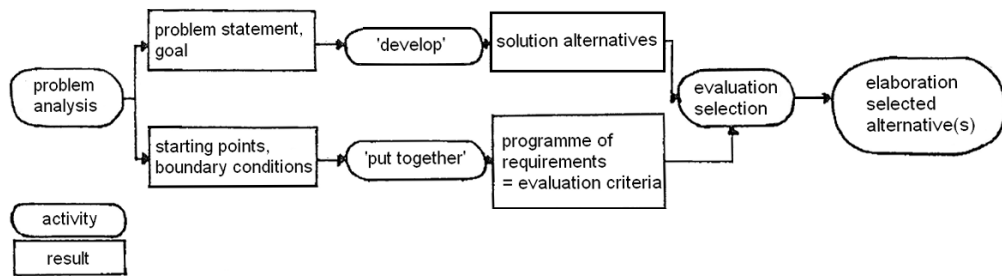 problem
analysis
problem statement,
goal
'develop'
solution alternatives
starting points,
boundary conditions
'put together'
programme of
requirements
= evaluation criteria
evaluation
selection
elaboration
selected
alternative(s)
activity
result